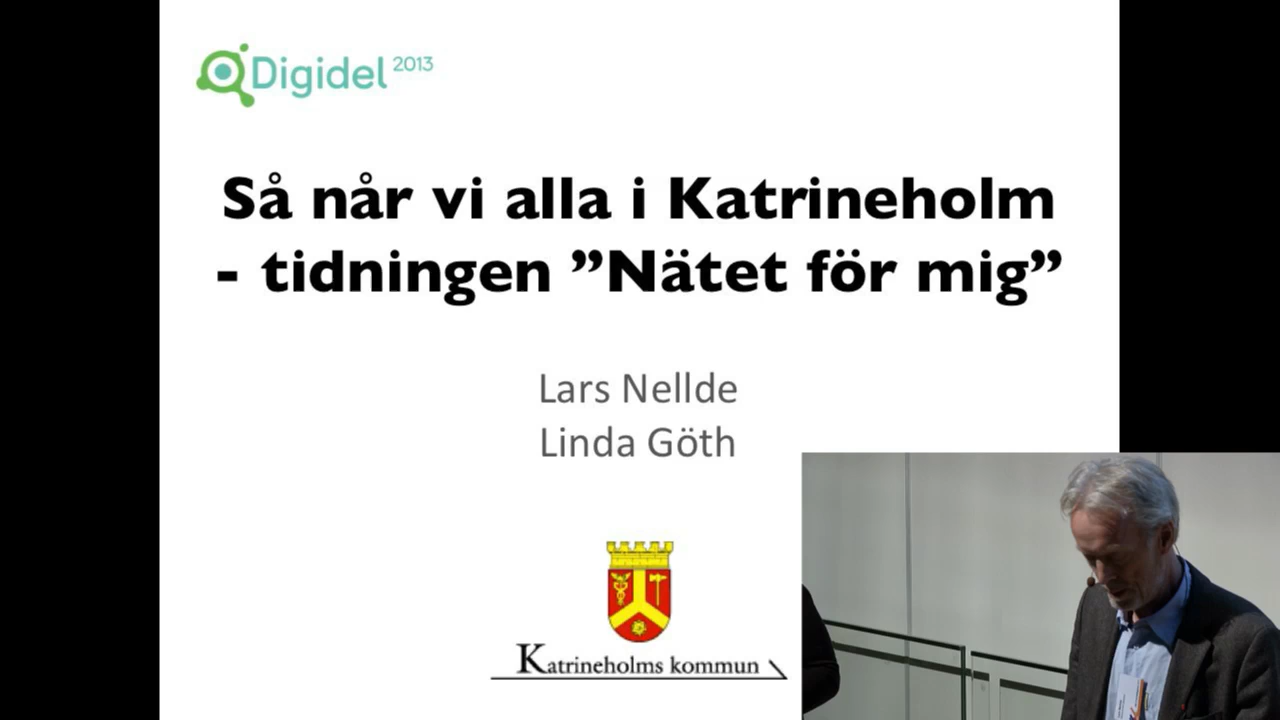 Digidel 2013
Så når vi alla i Katrineholm
- tidningen ”Nätet för mig”
Lars Nellde
Linda Göth
Katrineholms kommun